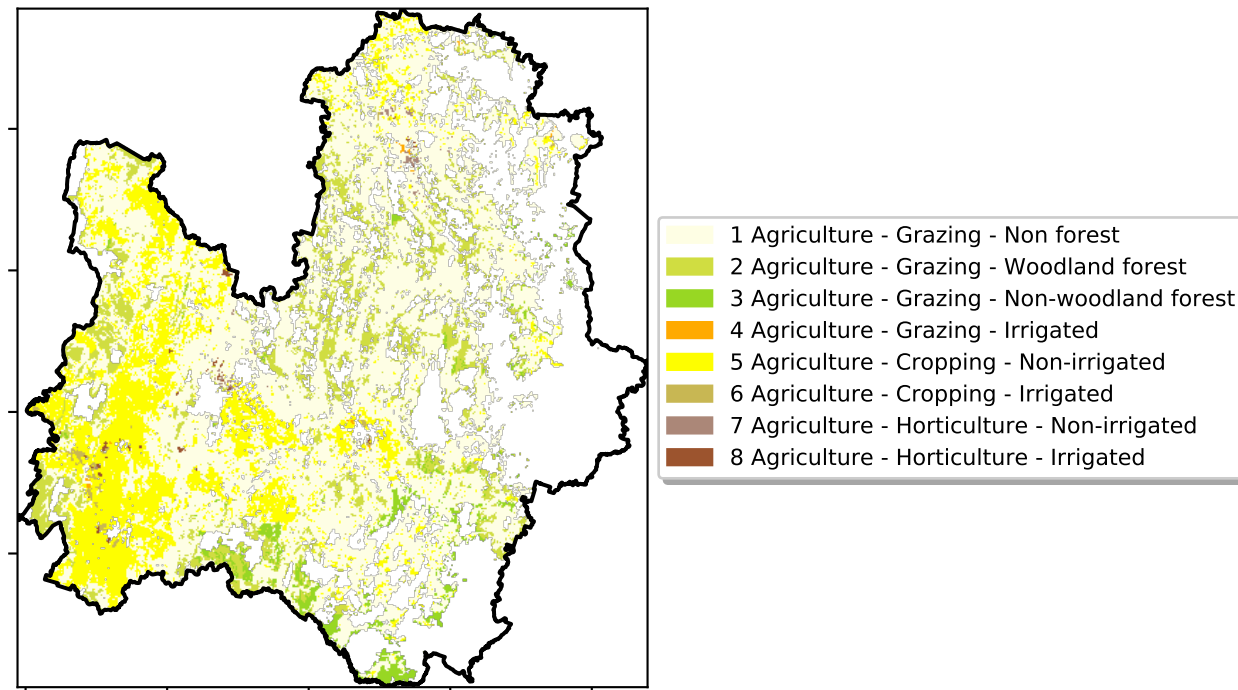 1 Agriculture - Grazing - Non forest
2 Agriculture - Grazing - Woodland forest
3 Agriculture - Grazing - Non-woodland forest
4 Agriculture - Grazing - Irrigated
5 Agriculture - Cropping - Non-irrigated
6 Agriculture - Cropping - Irrigated
7 Agriculture - Horticulture - Non-irrigated
8 Agriculture - Horticulture - Irrigated